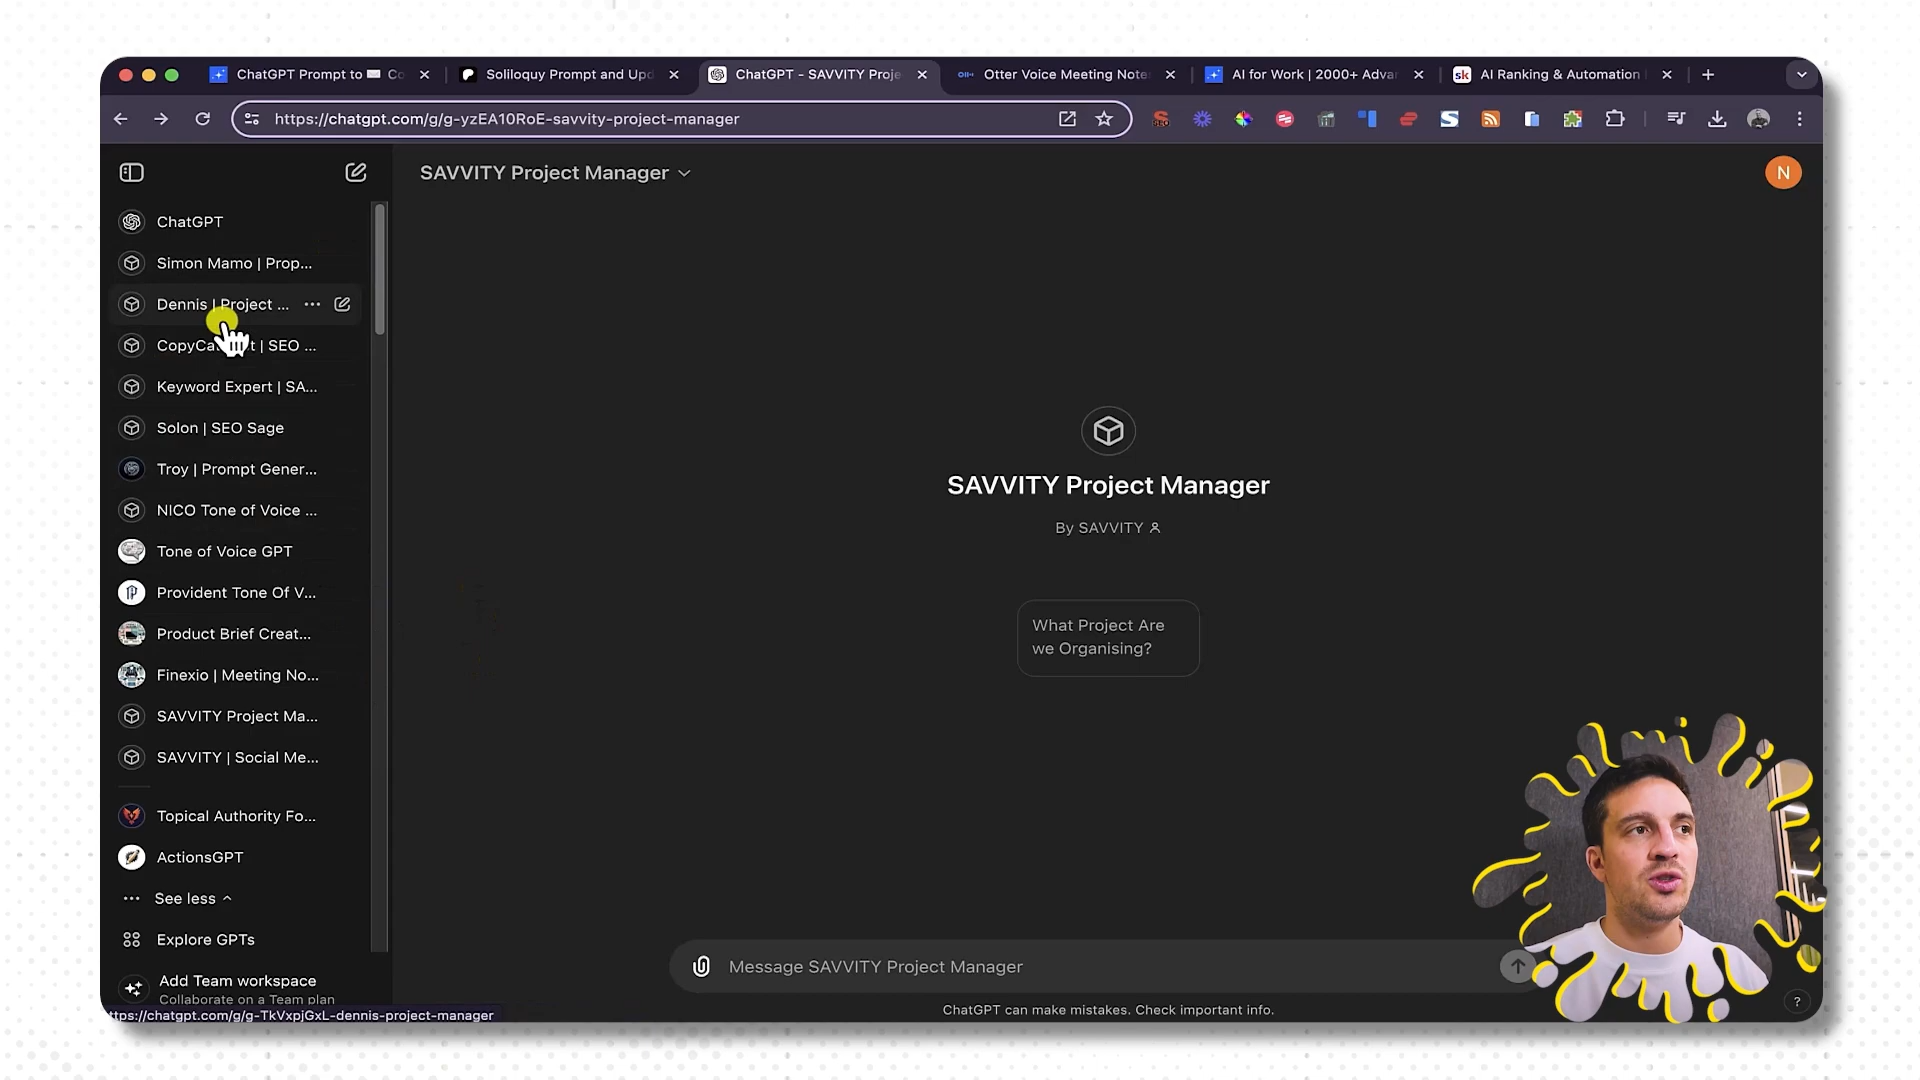 ChatGPT Prompt to ✉ Co
Soliloquy Prompt and Upd
ChatGPT - SAVVITY Proje
Otter Voice Meeting Note
AI for Work | 2000+ Advan
AI Ranking & Automation
https://chatgpt.com/g/g-yzEA10RoE-savvity-project-manager
SAVVITY Project Manager
N
ChatGPT
Simon Mamo | Prop...
Dennis | Project ...
| SEO ...
Keyword Expert | SA...
Solon | SEO Sage
Troy | Prompt Gener...
NICO Tone of Voice ...
Tone of Voice GPT
Provident Tone Of V...
Product Brief Creat...
Finexio | Meeting No...
SAVVITY Project Ma...
SAVVITY | Social Me...
Topical Authority Fo...
ActionsGPT
See less
Explore GPTs
Add Team workspace
Collaborate on a Team plan
ttps://chatgpt.com/g/g-TkVxpjGxL-dennis-project-manager
SAVVITY Project Manager
By SAVVITY
What Project Are
we Organising?
Message SAVVITY Project Manager
ChatGPT can make mistakes. Check important info.
?